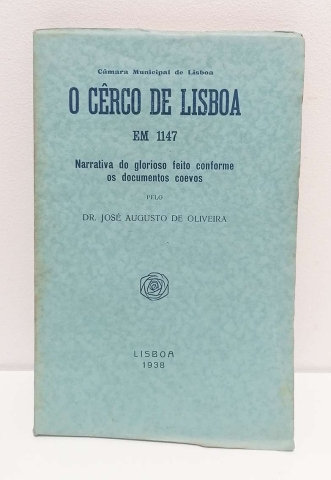 Câmara Municipal de Lisboa
O CÊRCO DE LISBOA
EM 1147
Narrativa do glorioso feito conforme
os documentos coevos
PELO
DR. JOSÉ AUGUSTO DE OLIVEIRA
LISBOA
1938